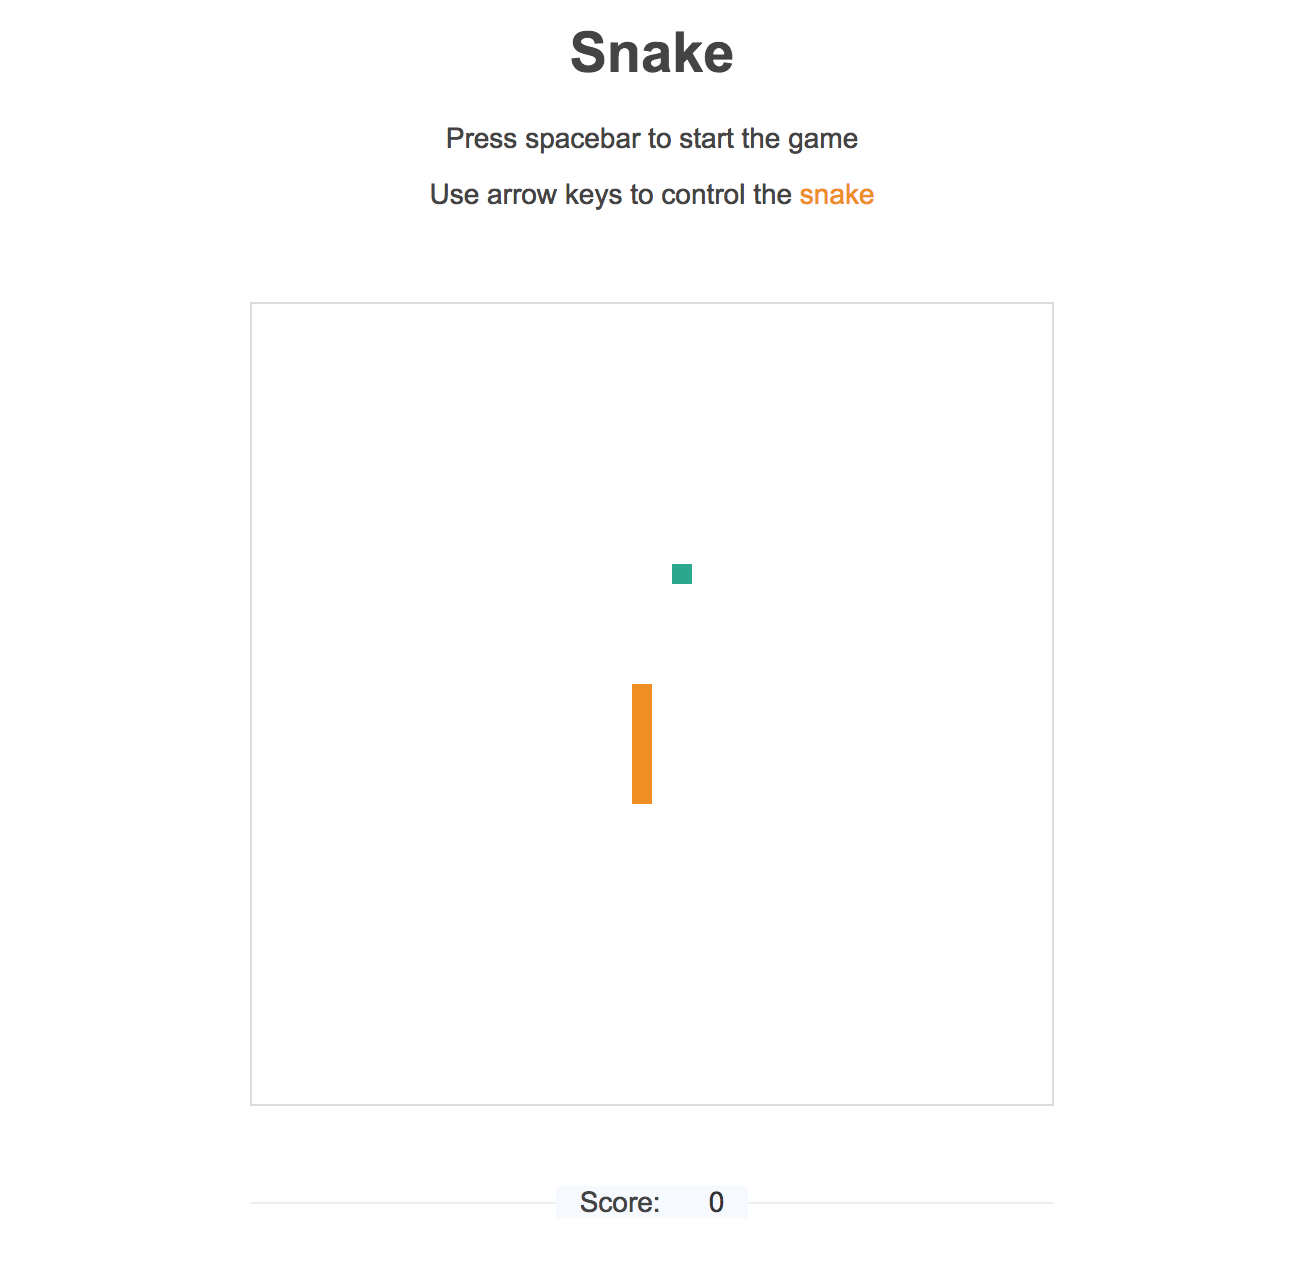 Snake
Press spacebar to start the game
Use arrow keys to control the snake
Score: 0